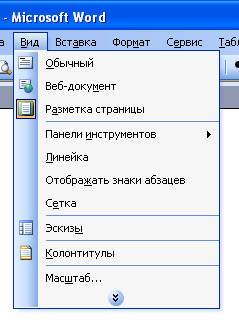 - Microsoft Word
а Вид Вставка Формат Сервис Табл
Обычный
Веб-документ
Разметка страницы
Панели инструментов
Линейка
Отображать знаки абзацев
Сетка
Эскизы
Колонтитулы
Масштаб...